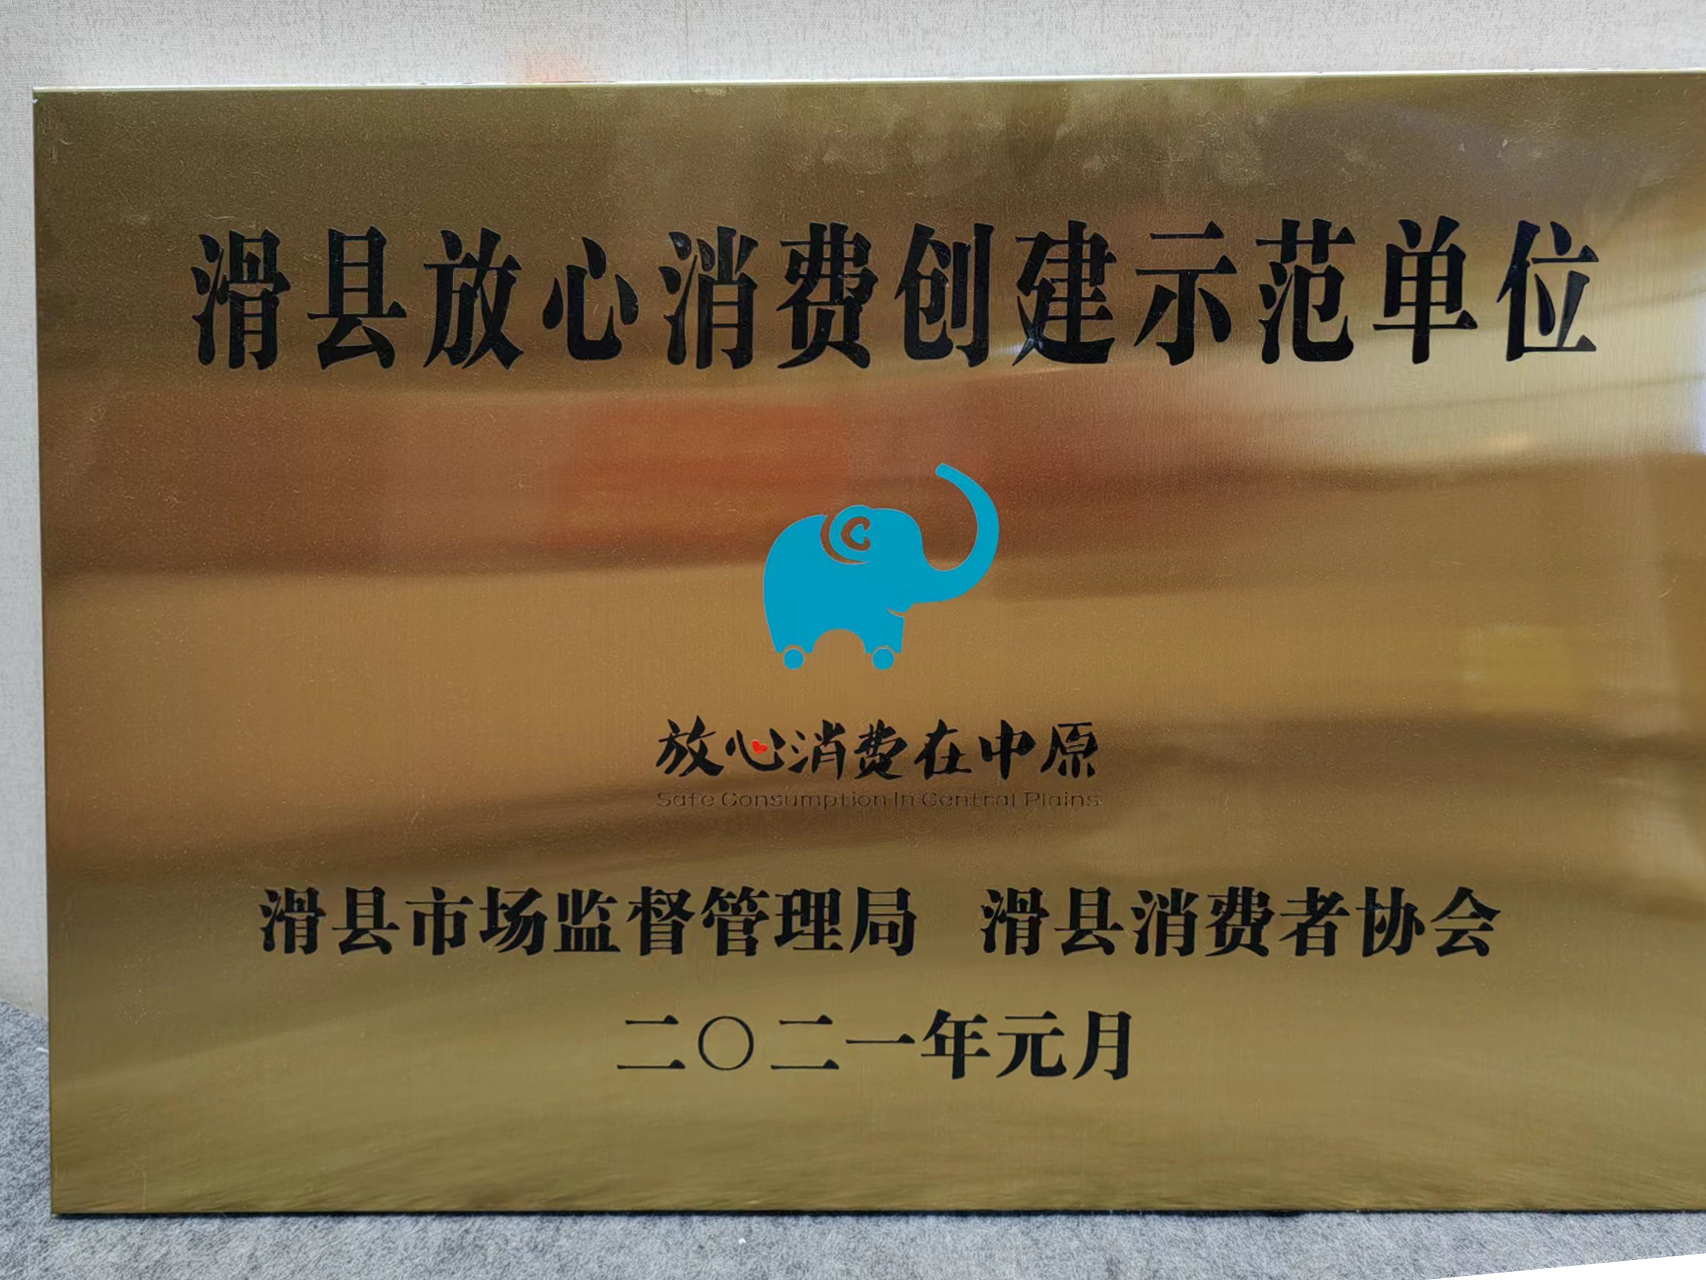 滑县放心消费创建示范单位
放心消费在中原
Safe Consumption In Central Plains
滑县市场监督管理局 滑县消费者协会
二〇二一年元月